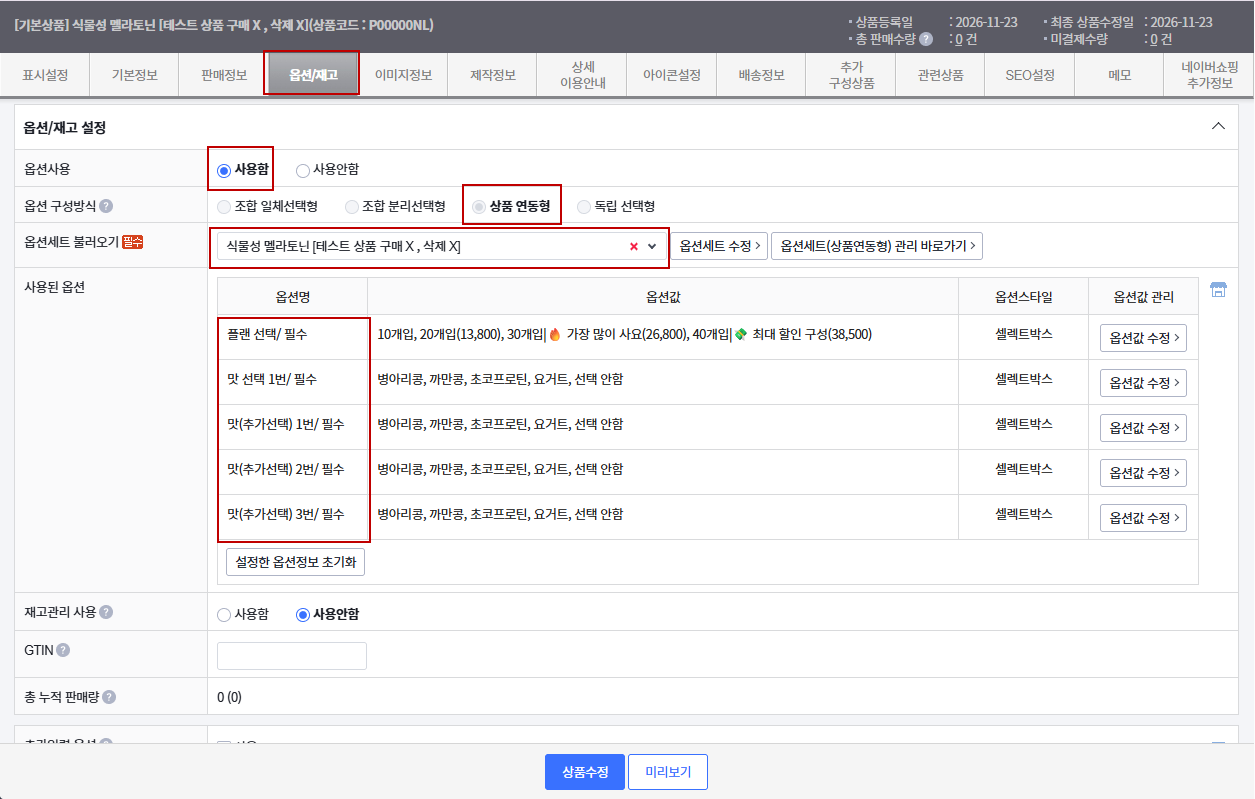 [기본상품] 식물성 멜라토닌 [테스트 상품 구매 X , 삭제 X](상품코드 : P00000NL)
상품등록일 : 2026-11-23 최종 상품수정일 : 2026-11-23
총 판매수량 ? : 0 건 미결제수량 : 0 건
표시설정 기본정보 판매정보 옵션/재고 이미지정보 제작정보 상세 이용안내 아이콘설정 배송정보 추가 구성상품 관련상품 SEO설정 메모 네이버쇼핑 추가정보
옵션/재고 설정
옵션사용 사용함 사용안함
옵션 구성방식 ? 조합 일체선택형 조합 분리선택형 상품 연동형 독립 선택형
옵션세트 불러오기 필수 식물성 멜라토닌 [테스트 상품 구매 X , 삭제 X] 옵션세트 수정 > 옵션세트(상품연동형) 관리 바로가기 >
사용된 옵션
옵션명 옵션값 옵션스타일 옵션값 관리
플랜 선택/ 필수 10개입, 20개입(13,800), 30개입|🔥 가장 많이 사요(26,800), 40개입|💸 최대 할인 구성(38,500) 셀렉트박스 옵션값 수정 >
맛 선택 1번/ 필수 병아리콩, 까만콩, 초코프로틴, 요거트, 선택 안함 셀렉트박스 옵션값 수정 >
맛(추가선택) 1번/ 필수 병아리콩, 까만콩, 초코프로틴, 요거트, 선택 안함 셀렉트박스 옵션값 수정 >
맛(추가선택) 2번/ 필수 병아리콩, 까만콩, 초코프로틴, 요거트, 선택 안함 셀렉트박스 옵션값 수정 >
맛(추가선택) 3번/ 필수 병아리콩, 까만콩, 초코프로틴, 요거트, 선택 안함 셀렉트박스 옵션값 수정 >
설정한 옵션정보 초기화
재고관리 사용 ? 사용함 사용안함
GTIN ?
총 누적 판매량 ? 0 (0)
상품수정 미리보기